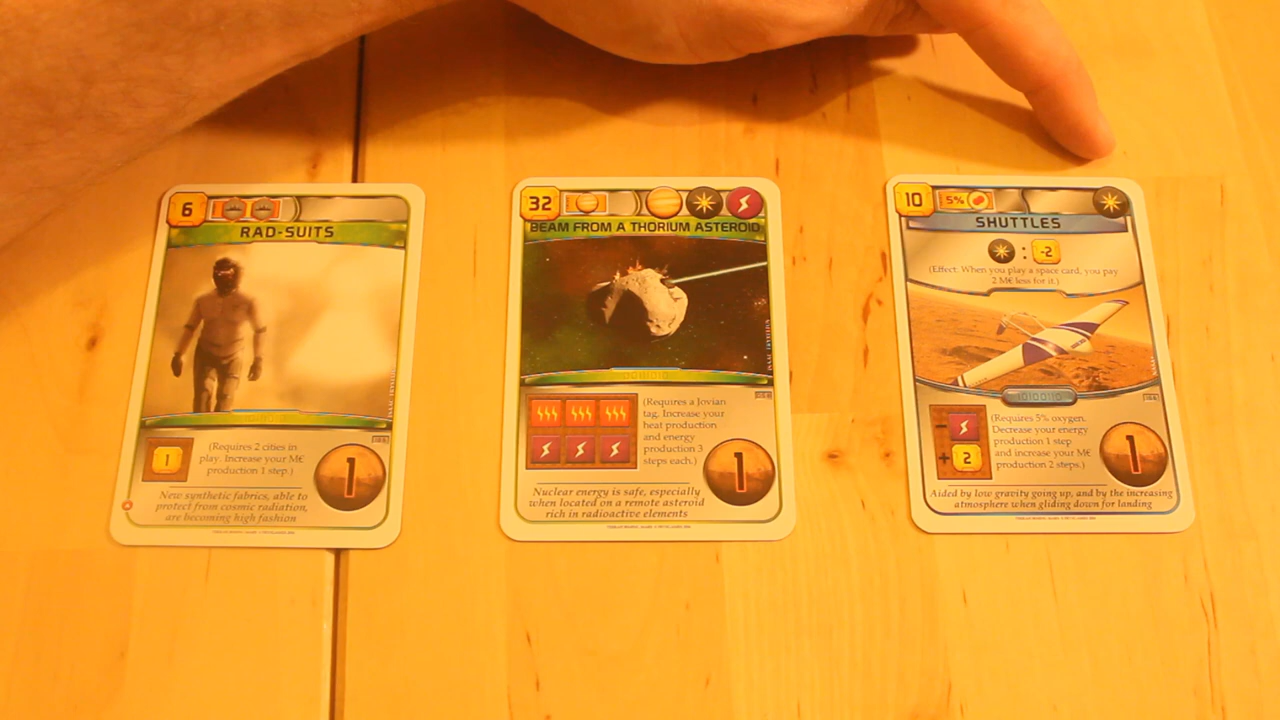 6
RAD-SUITS
1
(Requires 2 cities in
play. Increase your M€
production 1 step.)
1
New synthetic fabrics, able to
protect from cosmic radiation,
are becoming high fashion
32
BEAM FROM A THORIUM ASTEROID
(Requires a Jovian
tag. Increase your
heat production
and energy
production 3
steps each.)
1
Nuclear energy is safe, especially
when located on a remote asteroid
rich in radioactive elements
10
5%
SHUTTLES
: -2
(Effect: When you play a space card, you pay
2 M€ less for it.)
- 
+ 2
(Requires 5% oxygen.
Decrease your energy
production 1 step
and increase your M€
production 2 steps.)
1
Aided by low gravity going up, and by the increasing
atmosphere when gliding down for landing